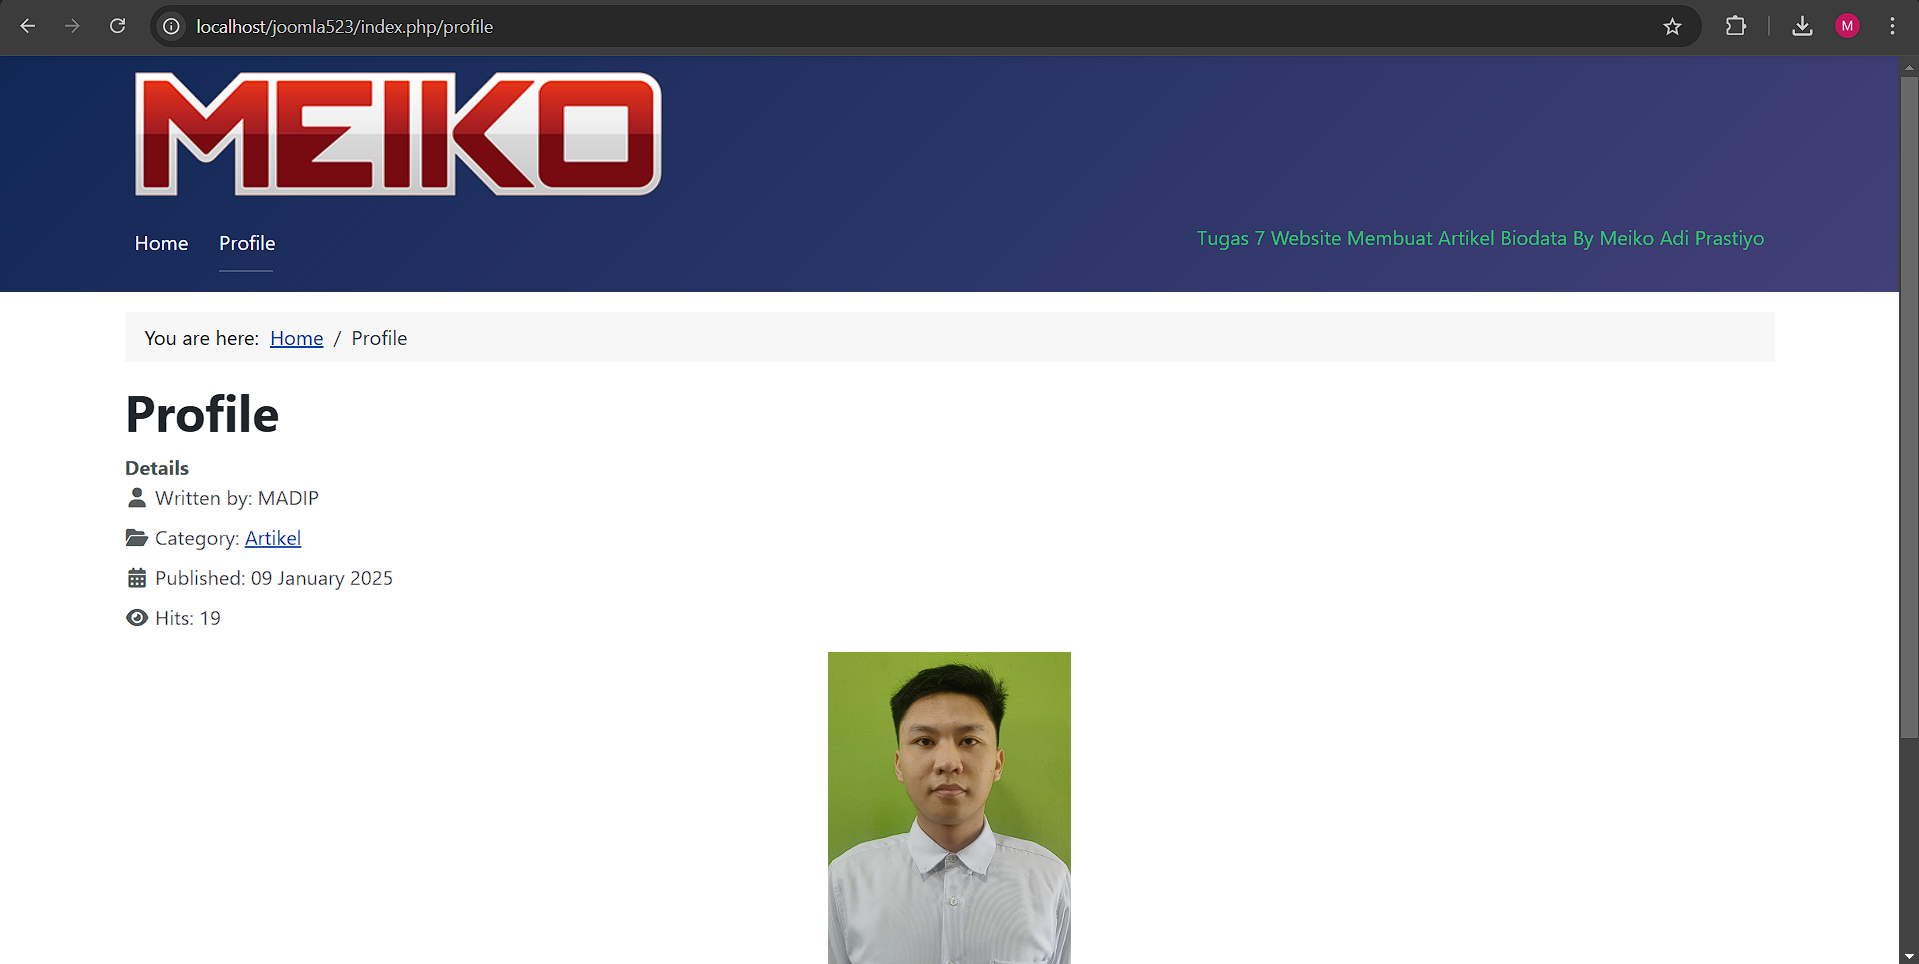 localhost/joomla523/index.php/profile
M
MEIKO
Home Profile
Tugas 7 Website Membuat Artikel Biodata By Meiko Adi Prastiyo
You are here: Home / Profile
Profile
Details
Written by: MADIP
Category: Artikel
Published: 09 January 2025
Hits: 19